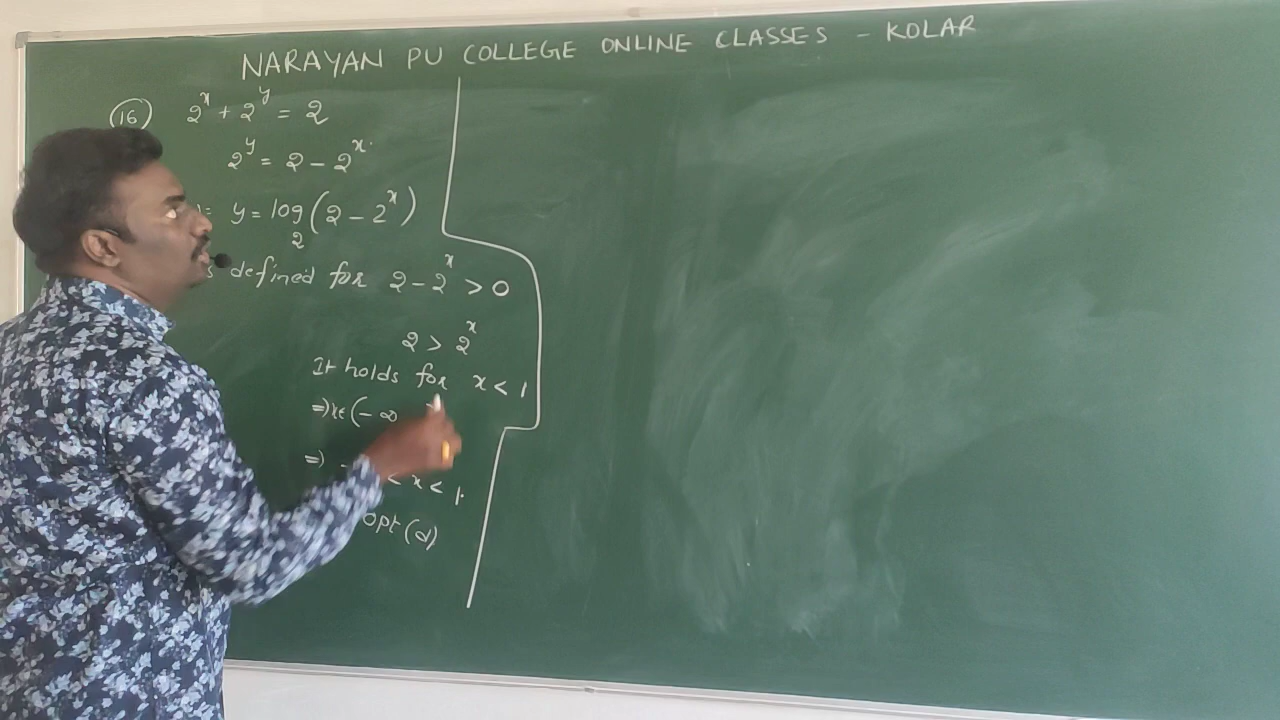 NARAYAN PU COLLEGE ONLINE CLASSES - KOLAR
(16) 2^x + 2^y = 2
2^y = 2 - 2^x.
y = log_2 (2 - 2^x)
defined for 2 - 2^x > 0
2 > 2^x
It holds for x < 1
⇒ x ∈ (-∞
⇒ < x < 1.
opt (d)